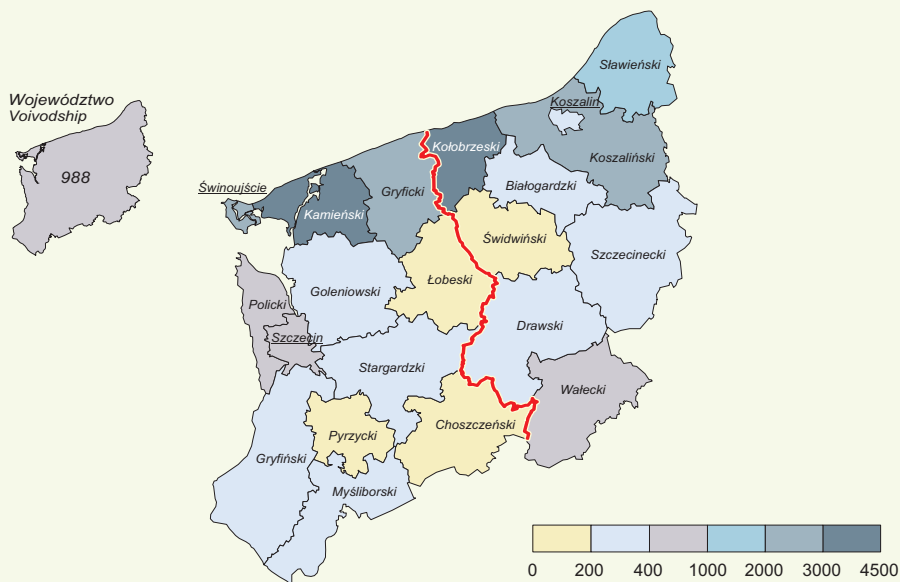 Województwo
Voivodship
988
Sławieński
Koszalin
Kołobrzeski
Koszaliński
Białogardzki
Świnoujście
Gryficki
Kamieński
Świdwiński
Szczecinecki
Łobeski
Goleniowski
Policki
Drawski
Szczecin
Stargardzki
Wałecki
Choszczeński
Pyrzycki
Gryfiński
Myśliborski
0 200 400 1000 2000 3000 4500